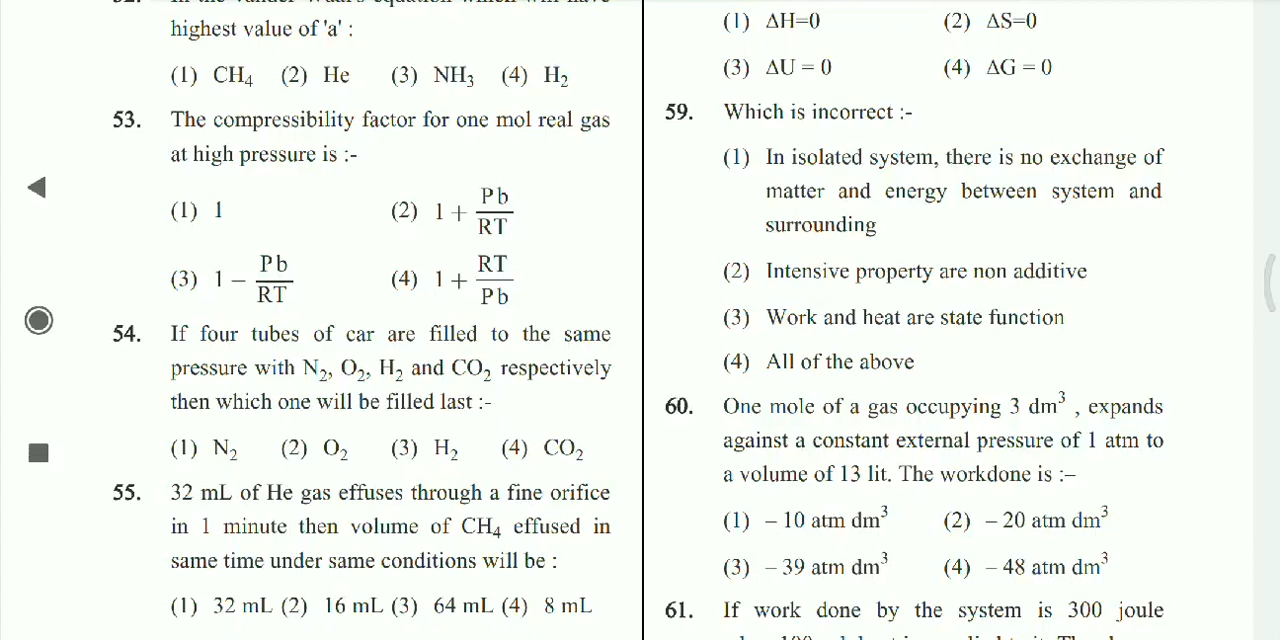 highest value of 'a' :
(1) CH₄ (2) He (3) NH₃ (4) H₂
53. The compressibility factor for one mol real gas
at high pressure is :-
(1) 1 (2) 1 + Pb/RT
(3) 1 − Pb/RT (4) 1 + RT/Pb
54. If four tubes of car are filled to the same
pressure with N₂, O₂, H₂ and CO₂ respectively
then which one will be filled last :-
(1) N₂ (2) O₂ (3) H₂ (4) CO₂
55. 32 mL of He gas effuses through a fine orifice
in 1 minute then volume of CH₄ effused in
same time under same conditions will be :
(1) 32 mL (2) 16 mL (3) 64 mL (4) 8 mL
(1) ΔH=0 (2) ΔS=0
(3) ΔU = 0 (4) ΔG = 0
59. Which is incorrect :-
(1) In isolated system, there is no exchange of
matter and energy between system and
surrounding
(2) Intensive property are non additive
(3) Work and heat are state function
(4) All of the above
60. One mole of a gas occupying 3 dm³ , expands
against a constant external pressure of 1 atm to
a volume of 13 lit. The workdone is :–
(1) – 10 atm dm³ (2) – 20 atm dm³
(3) – 39 atm dm³ (4) – 48 atm dm³
61. If work done by the system is 300 joule